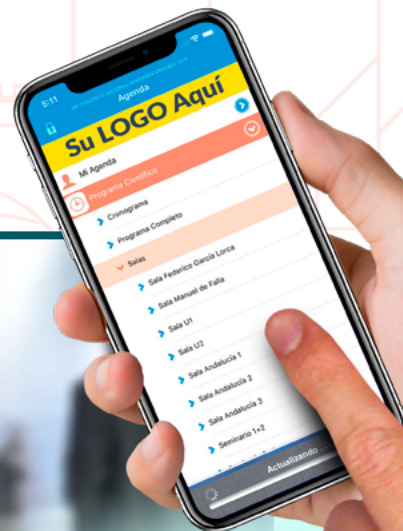 5:11
Agenda
Su LOGO Aquí
Mi Agenda
Programa Científico
Cronograma
Programa Completo
Salas
Sala Federico García Lorca
Sala Manuel de Falla
Sala U1
Sala U2
Sala Andalucía 1
Sala Andalucía 2
Sala Andalucía 3
Seminario 1+2
Actualizando